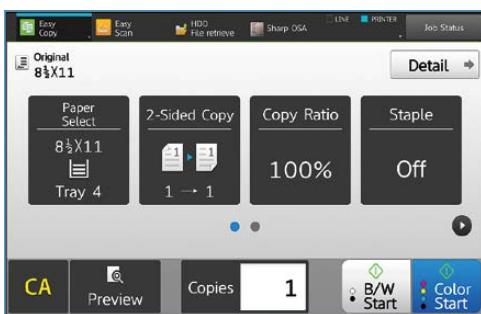 Easy Copy
Easy Scan
HDD File retrieve
Sharp OSA
LINE
PRINTER
Job Status
Original
8½X11
Detail
Paper Select
8½X11
Tray 4
2-Sided Copy
1 1
1 → 1
Copy Ratio
100%
Staple
Off
CA
Preview
Copies
1
B/W Start
Color Start